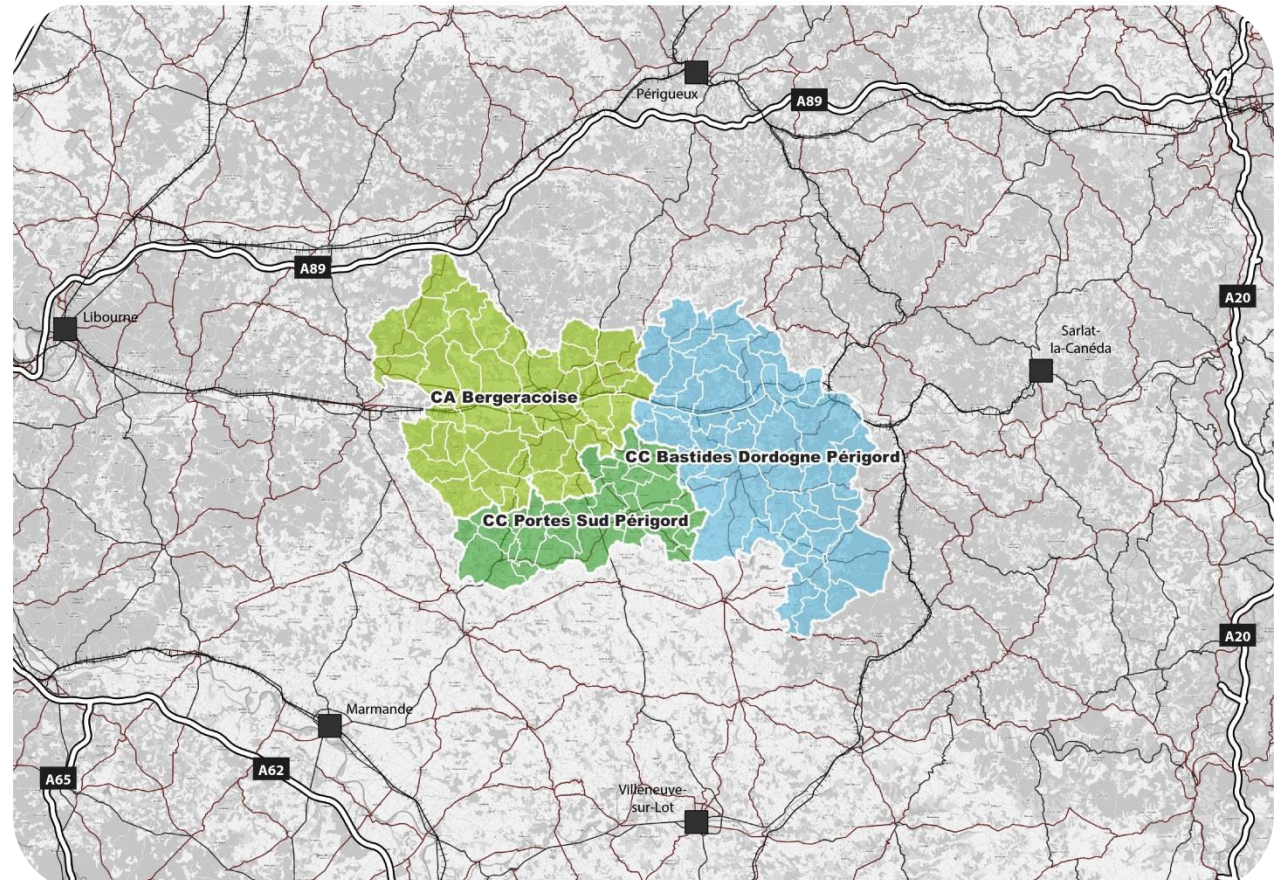 Périgueux
A89
A89
Libourne
A20
Sarlat-
la-Canéda
CA Bergeracoise
CC Bastides Dordogne Périgord
CC Portes Sud Périgord
A20
Marmande
A62
A65
Villeneuve-
sur-Lot